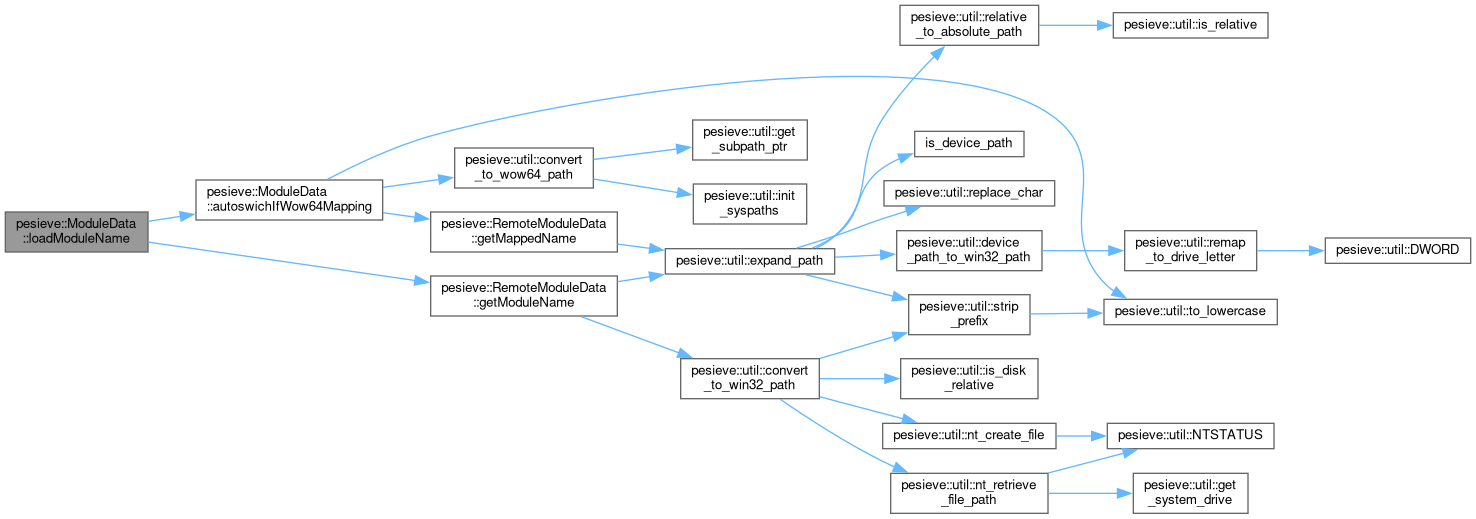 pesieve::ModuleData
::loadModuleName
pesieve::ModuleData
::autoswichIfWow64Mapping
pesieve::util::convert
_to_wow64_path
pesieve::util::get
_subpath_ptr
pesieve::util::init
_syspaths
pesieve::RemoteModuleData
::getMappedName
pesieve::RemoteModuleData
::getModuleName
pesieve::util::expand_path
pesieve::util::convert
_to_win32_path
pesieve::util::relative
_to_absolute_path
pesieve::util::is_relative
is_device_path
pesieve::util::replace_char
pesieve::util::device
_path_to_win32_path
pesieve::util::remap
_to_drive_letter
pesieve::util::DWORD
pesieve::util::strip
_prefix
pesieve::util::to_lowercase
pesieve::util::is_disk
_relative
pesieve::util::nt_create_file
pesieve::util::NTSTATUS
pesieve::util::nt_retrieve
_file_path
pesieve::util::get
_system_drive